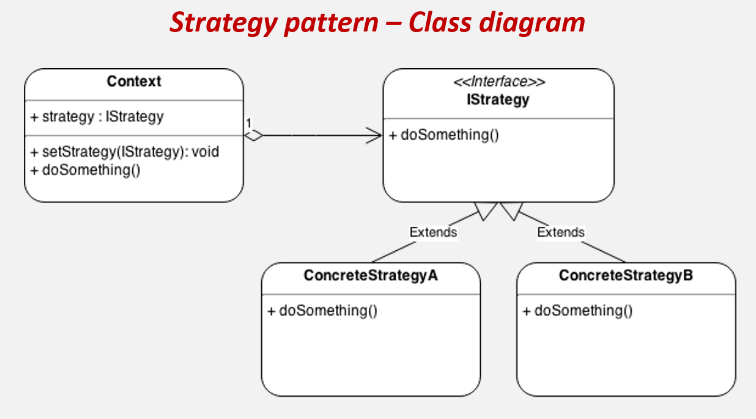 Strategy pattern – Class diagram
Context
+ strategy : IStrategy
+ setStrategy(IStrategy): void
+ doSomething()
1
<<Interface>>
IStrategy
+ doSomething()
Extends
Extends
ConcreteStrategyA
+ doSomething()
ConcreteStrategyB
+ doSomething()